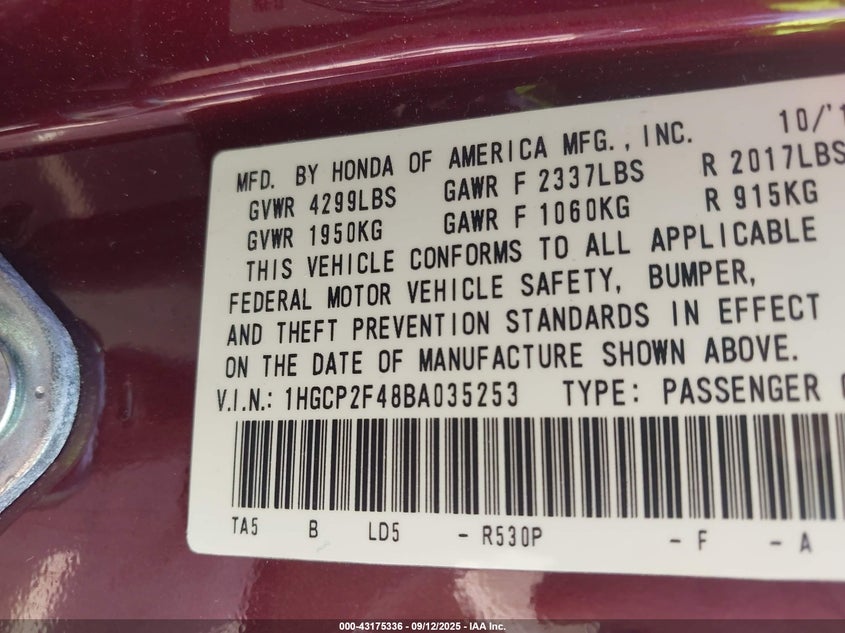 MFD. BY HONDA OF AMERICA MFG., INC. 10/'1
GVWR 4299LBS GAWR F 2337LBS R 2017LBS
GVWR 1950KG GAWR F 1060KG R 915KG
THIS VEHICLE CONFORMS TO ALL APPLICABLE
FEDERAL MOTOR VEHICLE SAFETY, BUMPER,
AND THEFT PREVENTION STANDARDS IN EFFECT
ON THE DATE OF MANUFACTURE SHOWN ABOVE.
V.I.N.: 1HGCP2F48BA035253 TYPE: PASSENGER
TA5 B LD5 - R530P - F - A
000-43175336 - 09/12/2025 - IAA Inc.